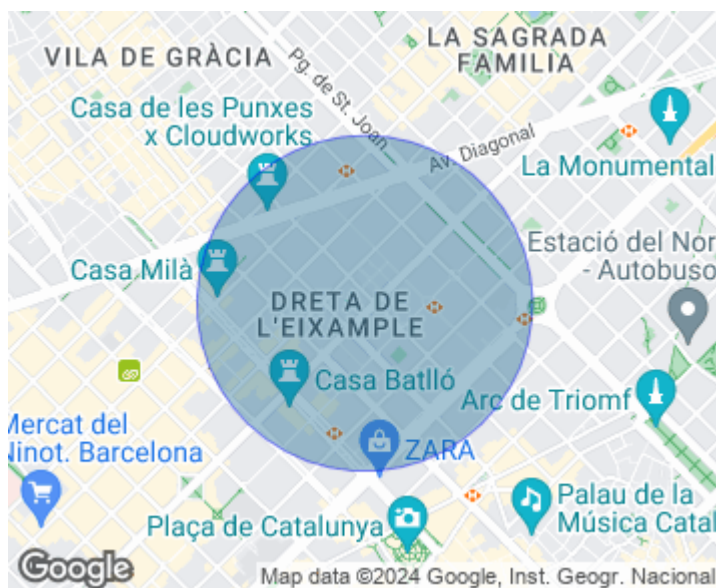 LA SAGRADA
FAMILIA
VILA DE GRÀCIA
Pg. de St. Joan
Casa de les Punxes
x Cloudworks
Av. Diagonal
La Monumental
Estació del Nor
- Autobuso
Casa Milà
DRETA DE
L'EIXAMPLE
Casa Batlló
Arc de Triomf
Mercat del
Ninot. Barcelona
ZARA
Palau de la
Música Catal
Plaça de Catalunya
Google
Map data ©2024 Google, Inst. Geogr. Nacional